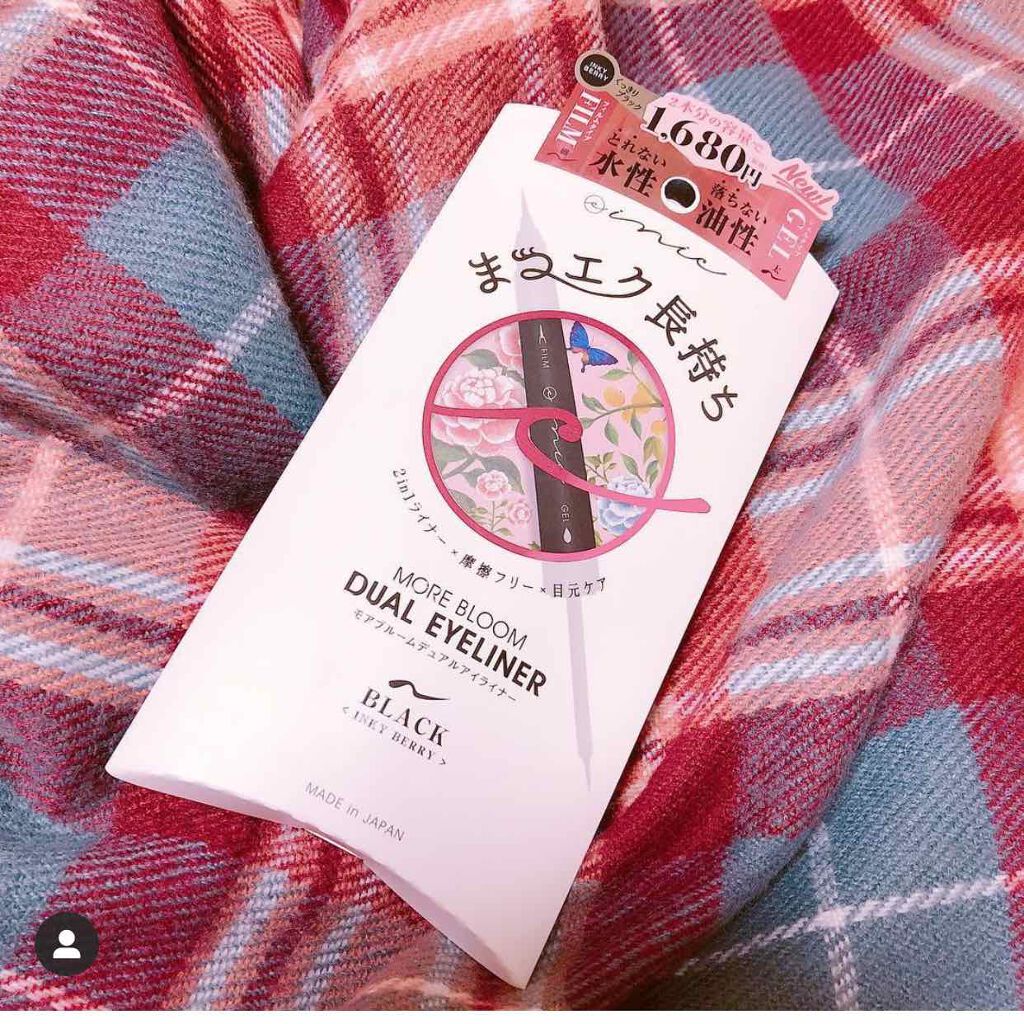 INKY
BERRY
くっきり
ブラック
FILM
2本分の容量で
1,680円
New!
とれない
水性
落ちない
油性
GEL
einc
まつエク長持ち
FILM
einc
GEL
2in1ライナー×摩擦フリー×目元ケア
MORE BLOOM
DUAL EYELINER
モアブルームデュアルアイライナー
BLACK
< INKY BERRY >
MADE in JAPAN